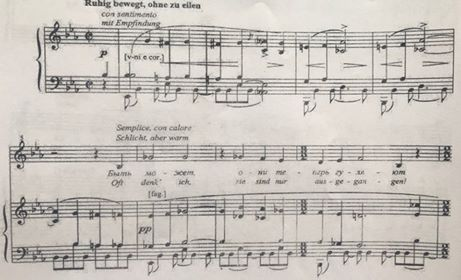 Ruhig bewegt, ohne zu eilen
con sentimento
mit Empfindung
p
[v-ni e cor.]
Semplice, con calore
Schlicht, aber warm
Быть мо - жет, о - ни те - перь гу - ля - ют
Oft denk' ich, sie sind nur aus - ge - gan - gen!
[fag.]
pp